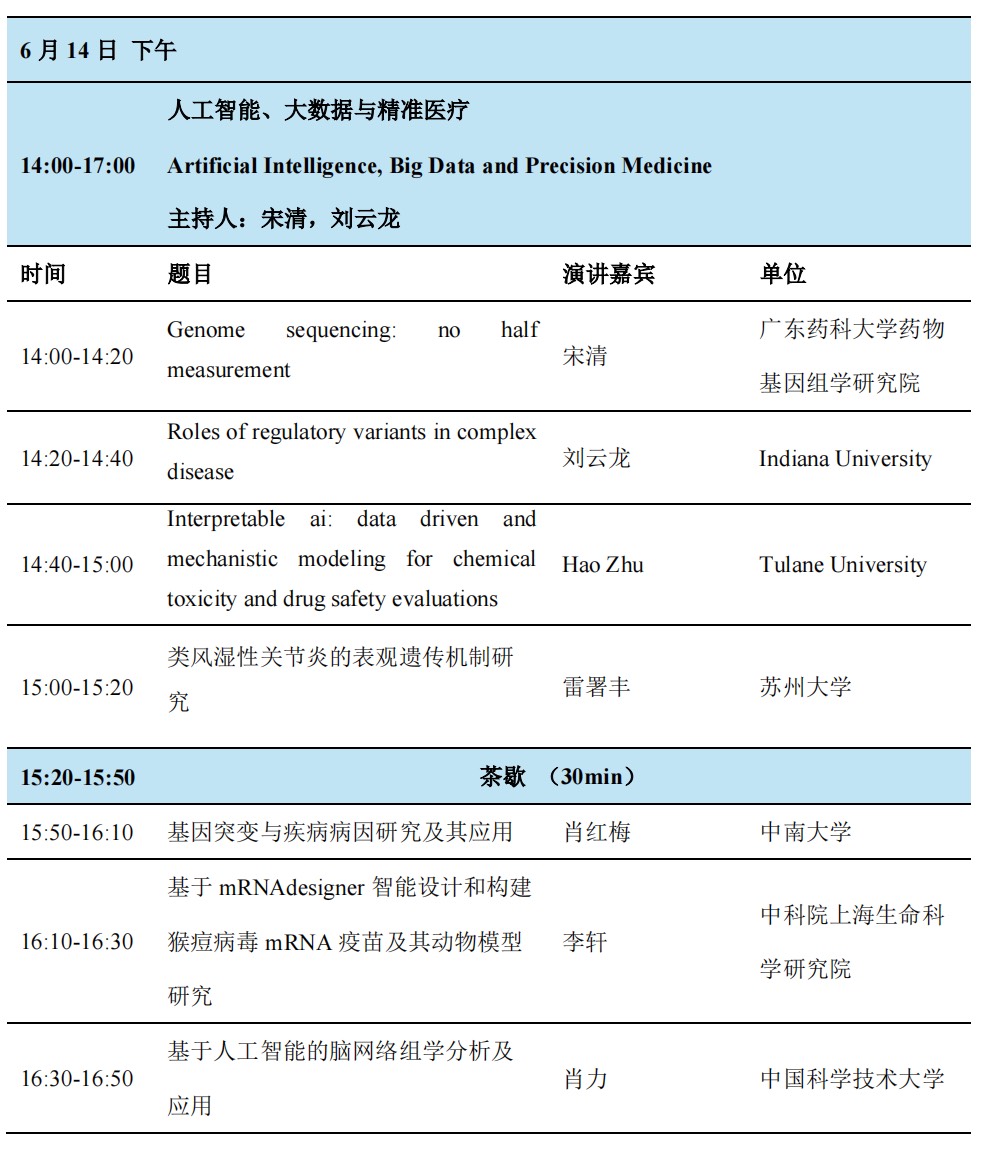 6 月 14 日 下午
人工智能、大数据与精准医疗
14:00-17:00 Artificial Intelligence, Big Data and Precision Medicine
主持人：宋清，刘云龙
时间 题目 演讲嘉宾 单位
14:00-14:20
Genome sequencing: no half
measurement
宋清
广东药科大学药物
基因组学研究院
14:20-14:40
Roles of regulatory variants in complex
disease
刘云龙
Indiana University
14:40-15:00
Interpretable ai: data driven and
mechanistic modeling for chemical
toxicity and drug safety evaluations
Hao Zhu
Tulane University
15:00-15:20
类风湿性关节炎的表观遗传机制研
究
雷署丰
苏州大学
15:20-15:50 茶歇 （30min）
15:50-16:10 基因突变与疾病病因研究及其应用 肖红梅 中南大学
16:10-16:30
基于 mRNAdesigner 智能设计和构建
猴痘病毒 mRNA 疫苗及其动物模型
研究
李轩
中科院上海生命科
学研究院
16:30-16:50
基于人工智能的脑网络组学分析及
应用
肖力
中国科学技术大学